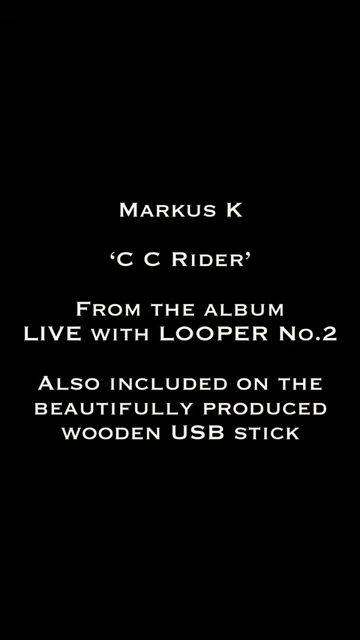 Markus K
‘C C Rider’
From the album
LIVE with LOOPER No.2
Also included on the
beautifully produced
wooden USB stick